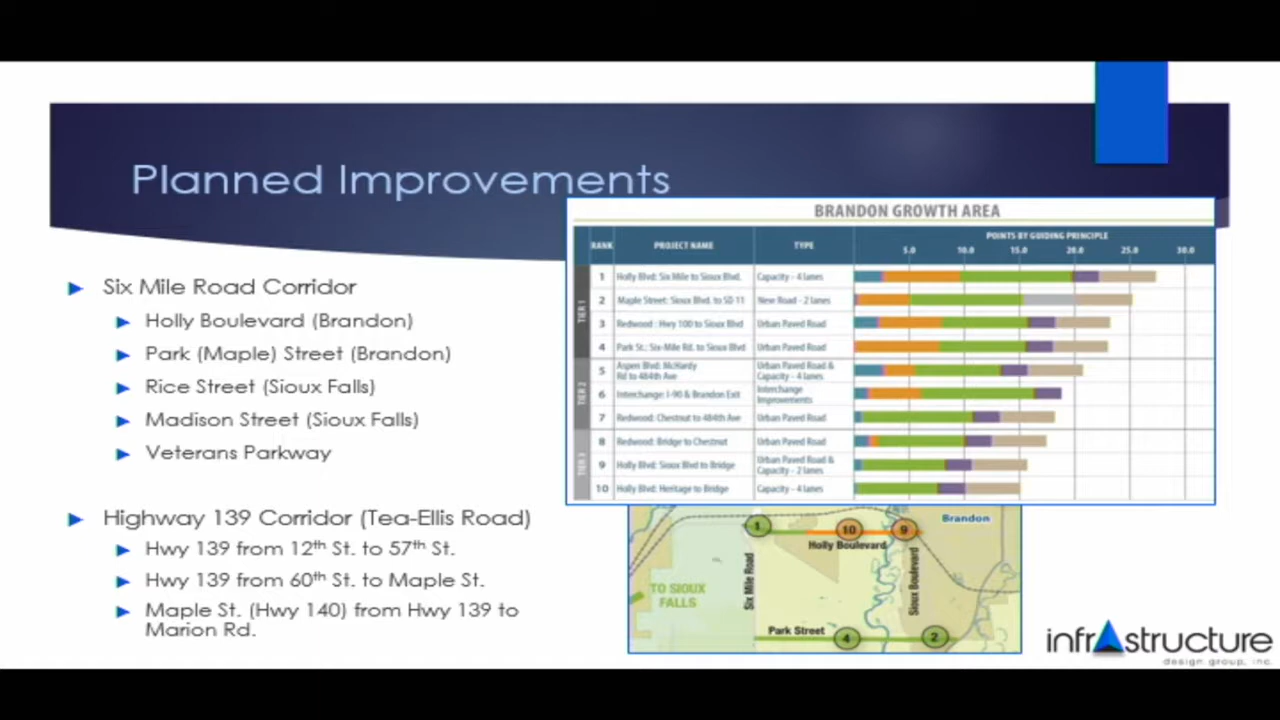 Planned Improvements
Six Mile Road Corridor
Holly Boulevard (Brandon)
Park (Maple) Street (Brandon)
Rice Street (Sioux Falls)
Madison Street (Sioux Falls)
Veterans Parkway
Highway 139 Corridor (Tea-Ellis Road)
Hwy 139 from 12th St. to 57th St.
Hwy 139 from 60th St. to Maple St.
Maple St. (Hwy 140) from Hwy 139 to
Marion Rd.
BRANDON GROWTH AREA
RANK PROJECT NAME TYPE POINTS BY GUIDING PRINCIPLE
5.0 10.0 15.0 20.0 25.0 30.0
TIER 1
1 Holly Blvd: Six Mile to Sioux Blvd. Capacity - 4 lanes
2 Maple Street: Sioux Blvd. to SD 11 New Road - 2 lanes
3 Redwood : Hwy 100 to Sioux Blvd Urban Paved Road
4 Park St.: Six-Mile Rd. to Sioux Blvd Urban Paved Road
TIER 2
5 Aspen Blvd: McHardy Rd to 484th Ave Urban Paved Road & Capacity - 4 lanes
6 Interchange: I-90 & Brandon Exit Interchange Improvements
7 Redwood: Chestnut to 484th Ave Urban Paved Road
TIER 3
8 Redwood: Bridge to Chestnut Urban Paved Road
9 Holly Blvd: Sioux Blvd to Bridge Urban Paved Road & Capacity - 2 lanes
10 Holly Blvd: Heritage to Bridge Capacity - 4 lanes
Brandon
1 10 9
Holly Boulevard
Six Mile Road
Sioux Boulevard
TO SIOUX
FALLS
Park Street
4 2
infrastructure
design group, inc.